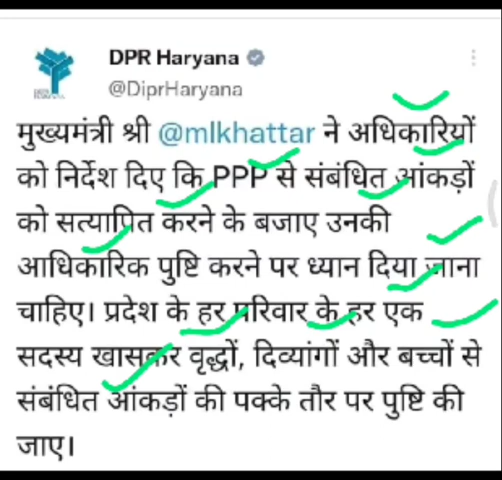 DPR Haryana
@DiprHaryana
मुख्यमंत्री श्री @mlkhattar ने अधिकारियों
को निर्देश दिए कि PPP से संबंधित आंकड़ों
को सत्यापित करने के बजाए उनकी
आधिकारिक पुष्टि करने पर ध्यान दिया जाना
चाहिए। प्रदेश के हर परिवार के हर एक
सदस्य खासकर वृद्धों, दिव्यांगों और बच्चों से
संबंधित आंकड़ों की पक्के तौर पर पुष्टि की
जाए।